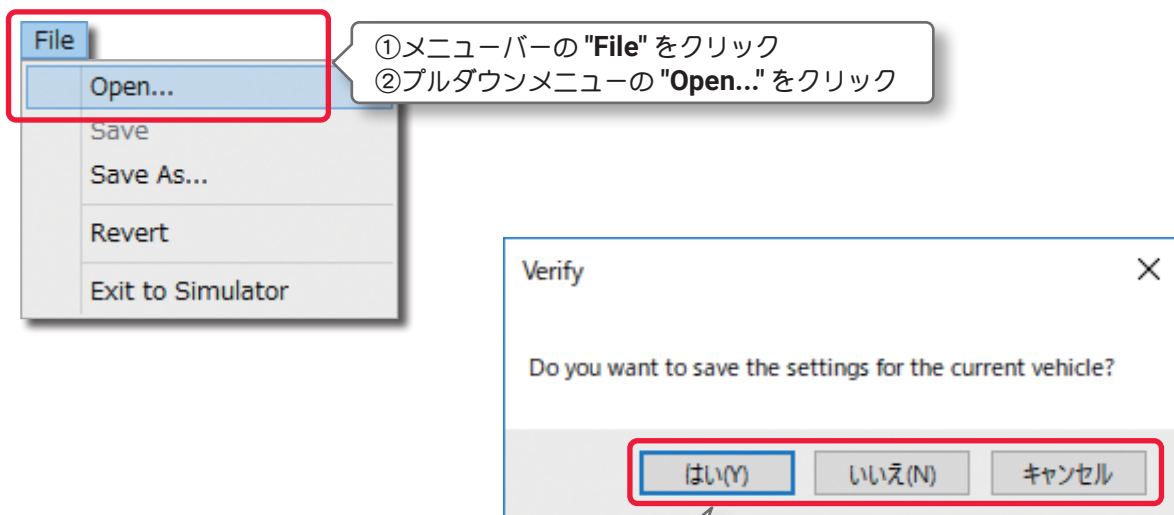 File
①メニューバーの "File" をクリック
②プルダウンメニューの "Open..." をクリック
Open...
Save
Save As...
Revert
Exit to Simulator
Verify
Do you want to save the settings for the current vehicle?
はい(Y)
いいえ(N)
キャンセル